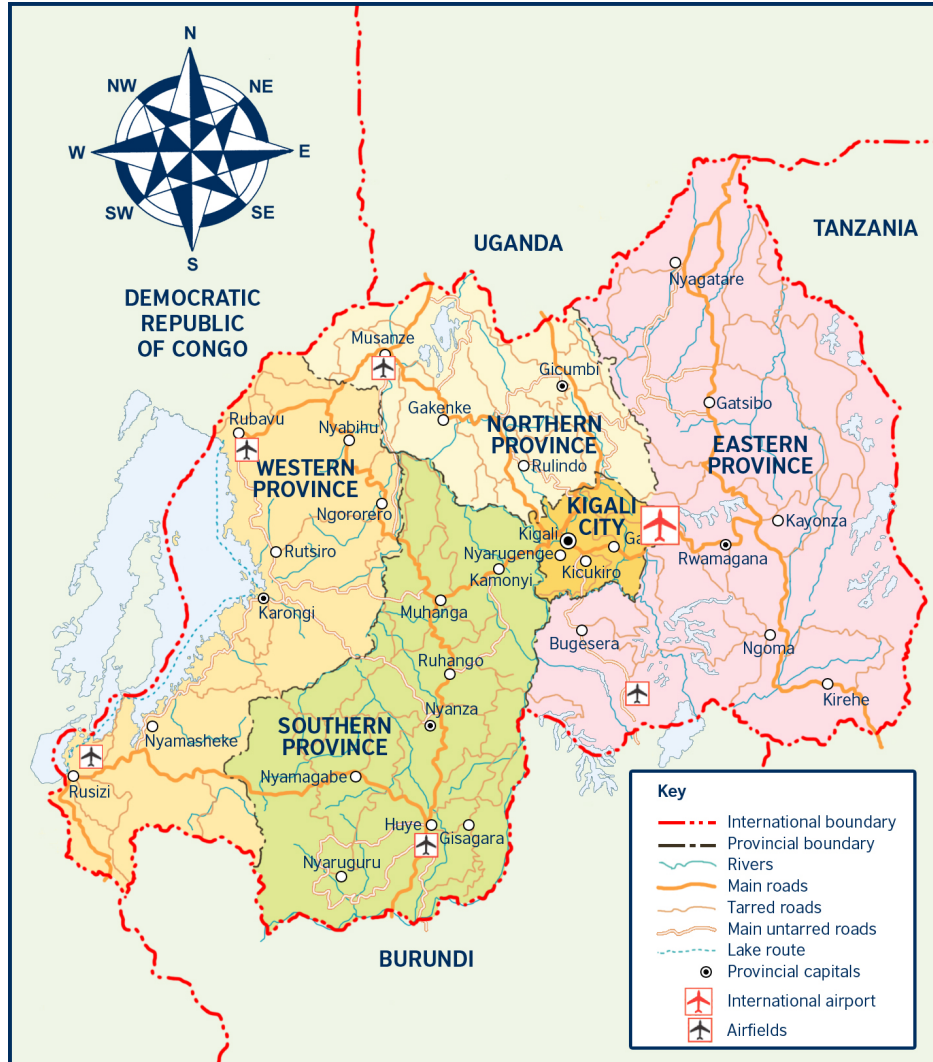 N
NW
NE
W
E
SW
SE
S
UGANDA
TANZANIA
DEMOCRATIC
REPUBLIC
OF CONGO
Nyagatare
Musanze
Gicumbi
Gatsibo
Gakenke
Rubavu
Nyabihu
NORTHERN
PROVINCE
EASTERN
PROVINCE
Rulindo
WESTERN
PROVINCE
Ngororero
KIGALI
CITY
Kayonza
Kigali
Ga
Nyarugenge
Rwamagana
Rutsiro
Kicukiro
Kamonyi
Karongi
Muhanga
Bugesera
Ngoma
Ruhango
Kirehe
Nyanza
SOUTHERN
PROVINCE
Nyamasheke
Nyamagabe
Rusizi
Huye
Gisagara
Nyaruguru
BURUNDI
Key
International boundary
Provincial boundary
Rivers
Main roads
Tarred roads
Main untarred roads
Lake route
Provincial capitals
International airport
Airfields